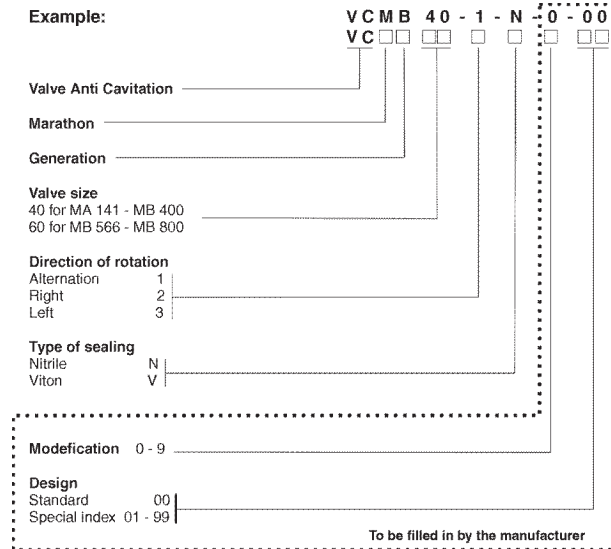 Example: VCMB 40 - 1 - N - 0 - 00
VC□□ □□ □ □ □ □□
Valve Anti Cavitation
Marathon
Generation
Valve size
40 for MA 141 - MB 400
60 for MB 566 - MB 800
Direction of rotation
Alternation 1
Right 2
Left 3
Type of sealing
Nitrile N
Viton V
Modefication 0 - 9
Design
Standard 00
Special index 01 - 99
To be filled in by the manufacturer